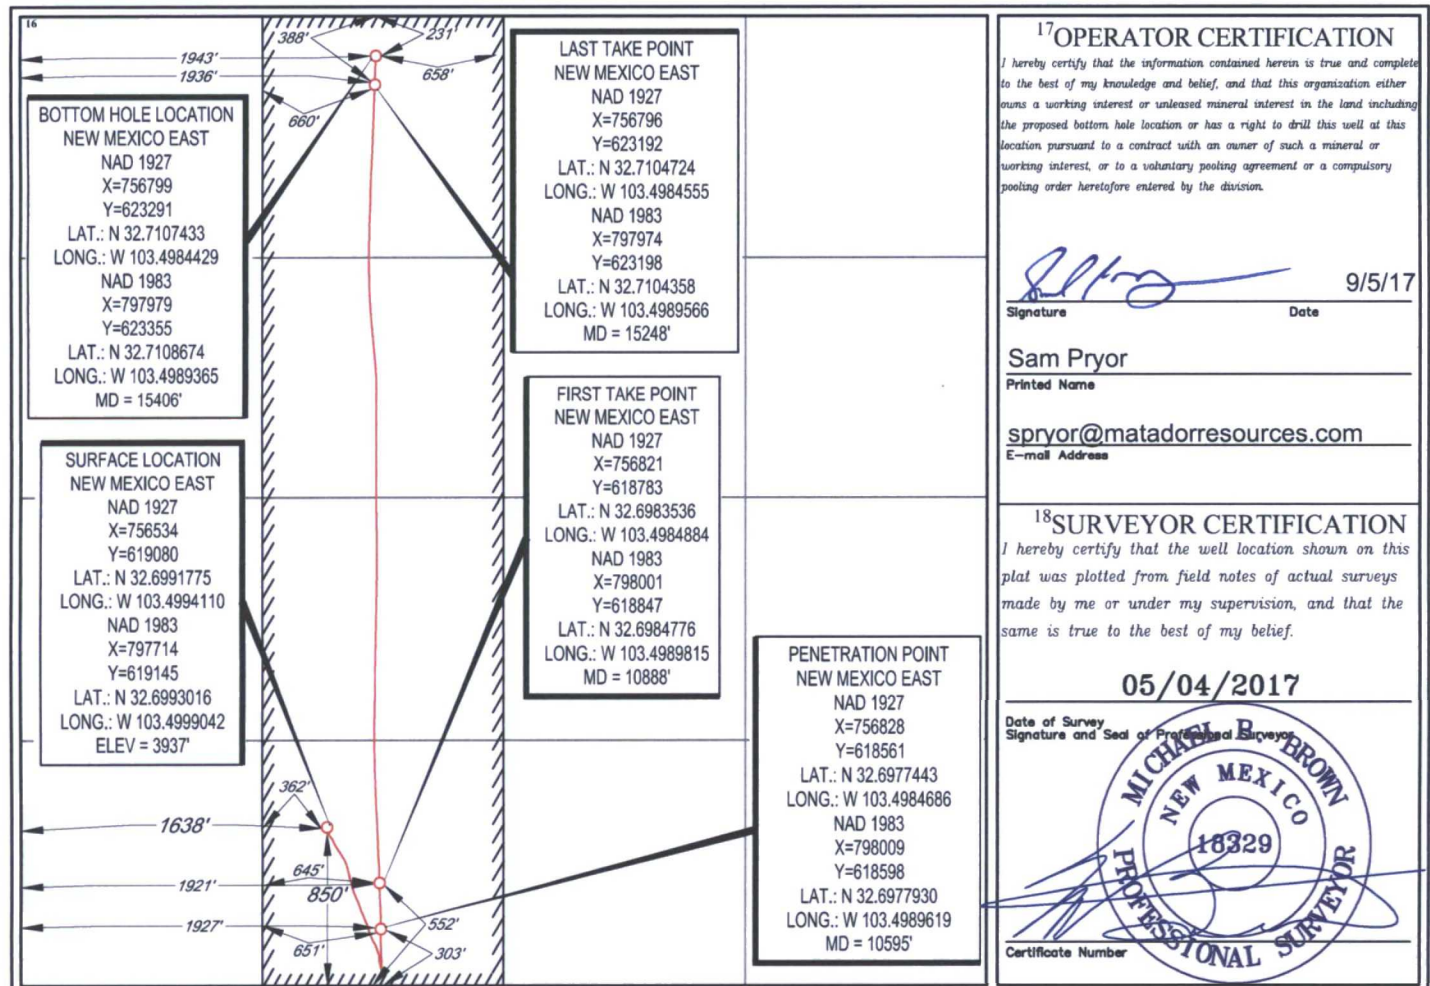 16
388'
231'
1943'
658'
1936'
660'
BOTTOM HOLE LOCATION
NEW MEXICO EAST
NAD 1927
X=756799
Y=623291
LAT.: N 32.7107433
LONG.: W 103.4984429
NAD 1983
X=797979
Y=623355
LAT.: N 32.7108674
LONG.: W 103.4989365
MD = 15406'
LAST TAKE POINT
NEW MEXICO EAST
NAD 1927
X=756796
Y=623192
LAT.: N 32.7104724
LONG.: W 103.4984555
NAD 1983
X=797974
Y=623198
LAT.: N 32.7104358
LONG.: W 103.4989566
MD = 15248'
SURFACE LOCATION
NEW MEXICO EAST
NAD 1927
X=756534
Y=619080
LAT.: N 32.6991775
LONG.: W 103.4994110
NAD 1983
X=797714
Y=619145
LAT.: N 32.6993016
LONG.: W 103.4999042
ELEV = 3937'
FIRST TAKE POINT
NEW MEXICO EAST
NAD 1927
X=756821
Y=618783
LAT.: N 32.6983536
LONG.: W 103.4984884
NAD 1983
X=798001
Y=618847
LAT.: N 32.6984776
LONG.: W 103.4989815
MD = 10888'
PENETRATION POINT
NEW MEXICO EAST
NAD 1927
X=756828
Y=618561
LAT.: N 32.6977443
LONG.: W 103.4984686
NAD 1983
X=798009
Y=618598
LAT.: N 32.6977930
LONG.: W 103.4989619
MD = 10595'
362'
1638'
645'
850'
1921'
552'
1927'
651'
303'
17OPERATOR CERTIFICATION
I hereby certify that the information contained herein is true and complete
to the best of my knowledge and belief, and that this organization either
owns a working interest or unleased mineral interest in the land including
the proposed bottom hole location or has a right to drill this well at this
location pursuant to a contract with an owner of such a mineral or
working interest, or to a voluntary pooling agreement or a compulsory
pooling order heretofore entered by the division.
9/5/17
Signature Date
Sam Pryor
Printed Name
spryor@matadorresources.com
E-mail Address
18SURVEYOR CERTIFICATION
I hereby certify that the well location shown on this
plat was plotted from field notes of actual surveys
made by me or under my supervision, and that the
same is true to the best of my belief.
05/04/2017
Date of Survey
Signature and Seal of Professional Surveyor
MICHAEL B. BROWN
NEW MEXICO
18329
PROFESSIONAL SURVEYOR
Certificate Number